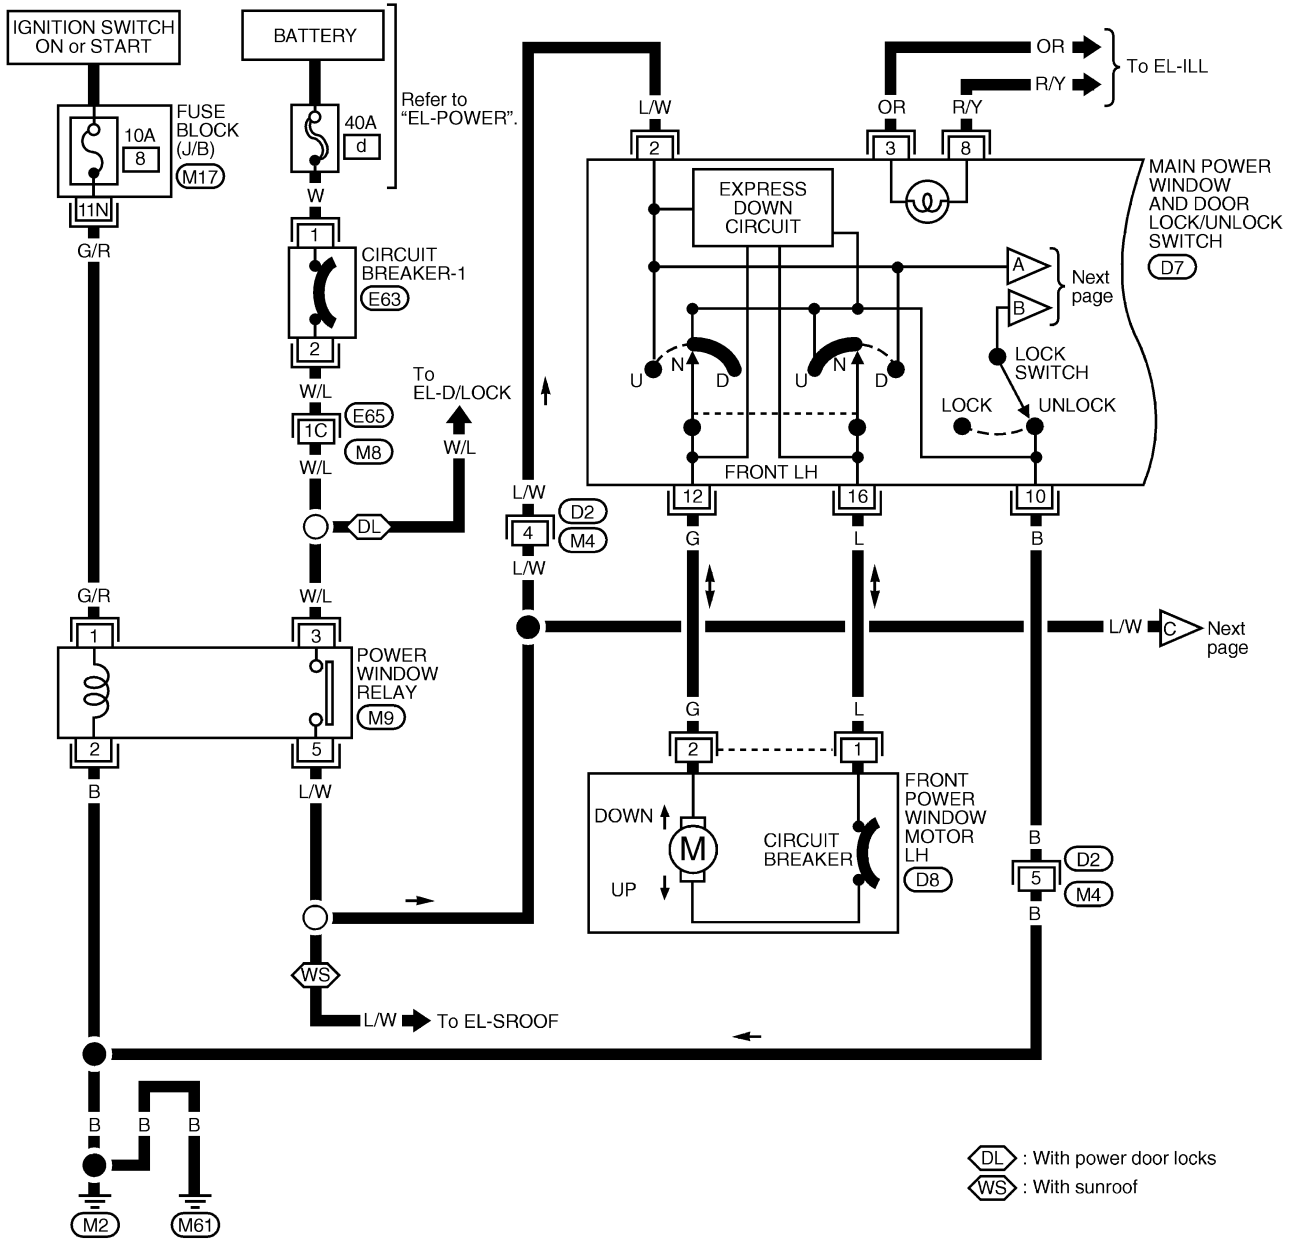 IGNITION SWITCH
ON or START
BATTERY
Refer to
"EL-POWER".
FUSE
BLOCK
(J/B)
M17
10A
8
11N
G/R
40A
d
W
1
CIRCUIT
BREAKER-1
E63
2
W/L
1C
E65
M8
W/L
To
EL-D/LOCK
W/L
DL
G/R
W/L
1
3
POWER
WINDOW
RELAY
M9
2
5
B
L/W
WS
L/W
To EL-SROOF
B
B
B
M2
M61
L/W
2
OR
R/Y
3
8
OR
R/Y
To EL-ILL
MAIN POWER
WINDOW
AND DOOR
LOCK/UNLOCK
SWITCH
D7
EXPRESS
DOWN
CIRCUIT
A
B
Next
page
U
N
D
U
N
D
LOCK
SWITCH
LOCK
UNLOCK
FRONT LH
12
16
10
G
L
B
L/W
4
D2
M4
L/W
L/W
C
Next
page
G
L
2
1
DOWN
M
UP
CIRCUIT
BREAKER
FRONT
POWER
WINDOW
MOTOR
LH
D8
B
5
D2
M4
B
DL : With power door locks
WS : With sunroof